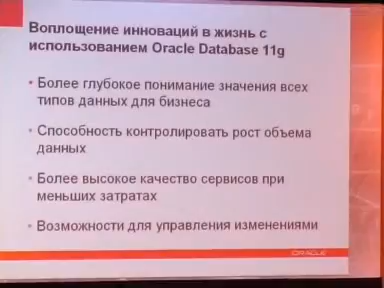 Воплощение инноваций в жизнь с
использованием Oracle Database 11g
• Более глубокое понимание значения всех
типов данных для бизнеса
• Способность контролировать рост объема
данных
• Более высокое качество сервисов при
меньших затратах
• Возможности для управления изменениями
ORACLE